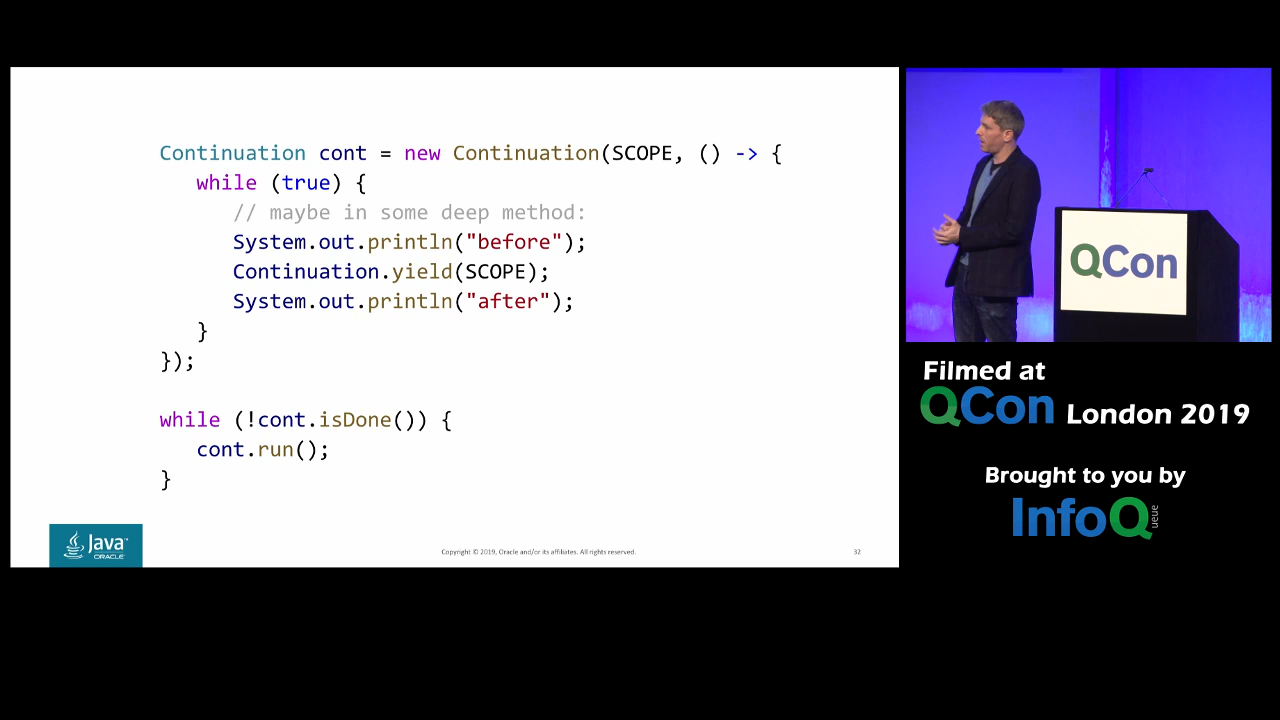 Continuation cont = new Continuation(SCOPE, () -> {
while (true) {
// maybe in some deep method:
System.out.println("before");
Continuation.yield(SCOPE);
System.out.println("after");
}
});
while (!cont.isDone()) {
cont.run();
}
Java™
ORACLE
Copyright © 2019, Oracle and/or its affiliates. All rights reserved.
32
QCon
Filmed at
QCon London 2019
Brought to you by
InfoQueue